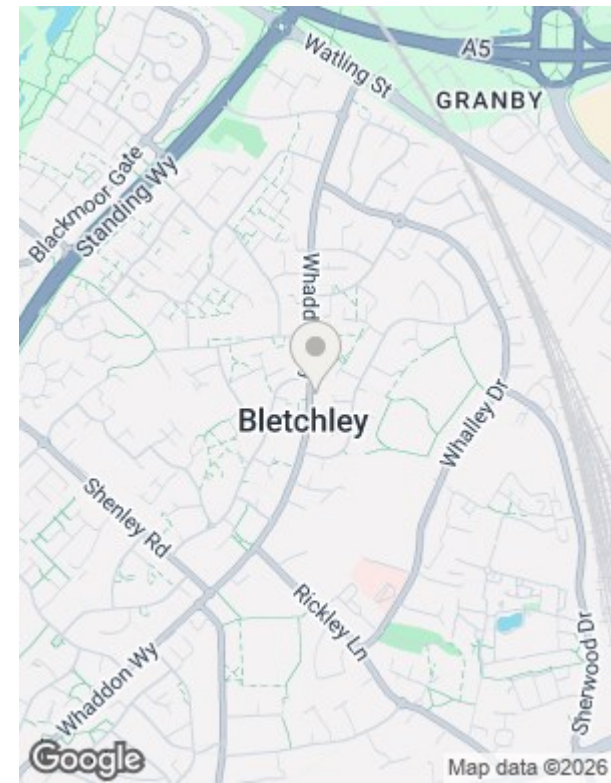 A5
Watling St
GRANBY
Blackmoor Gate
Standing Wy
Whadd
Bletchley
Whalley Dr
Shenley Rd
Rickley Ln
Whaddon Wy
Sherwood Dr
Google
Map data ©2026